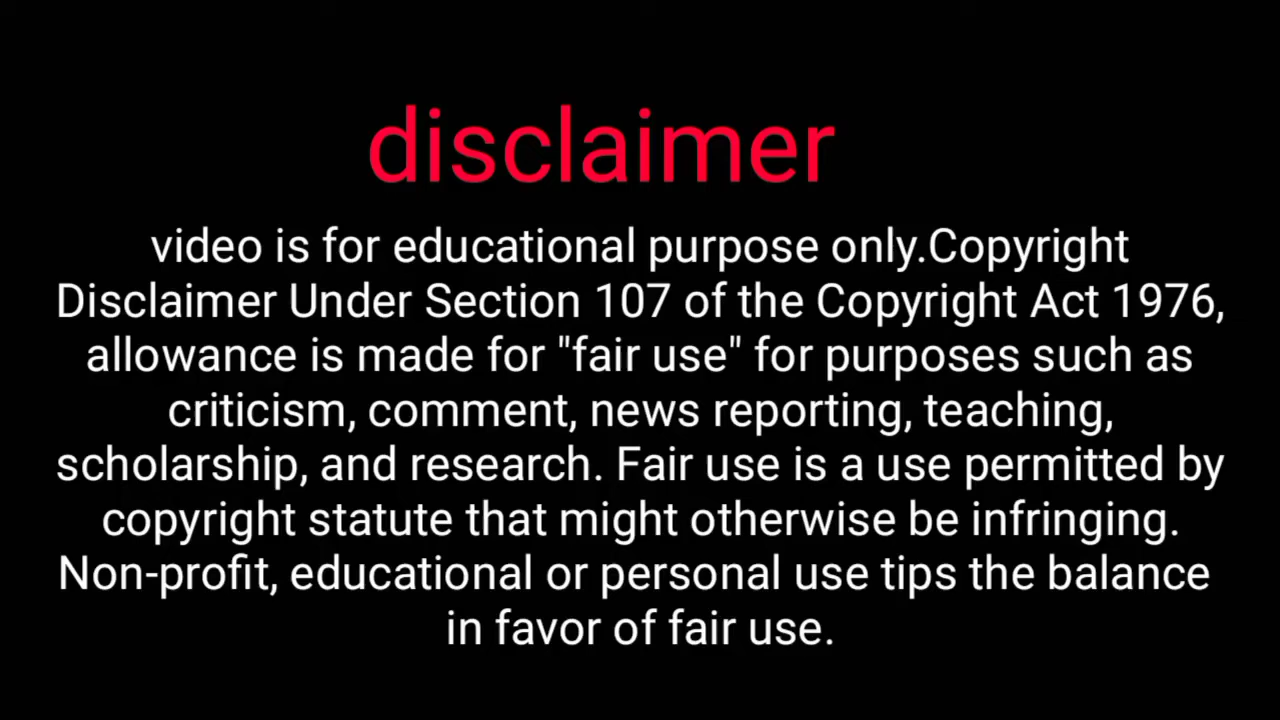 disclaimer
video is for educational purpose only.Copyright
Disclaimer Under Section 107 of the Copyright Act 1976,
allowance is made for "fair use" for purposes such as
criticism, comment, news reporting, teaching,
scholarship, and research. Fair use is a use permitted by
copyright statute that might otherwise be infringing.
Non-profit, educational or personal use tips the balance
in favor of fair use.